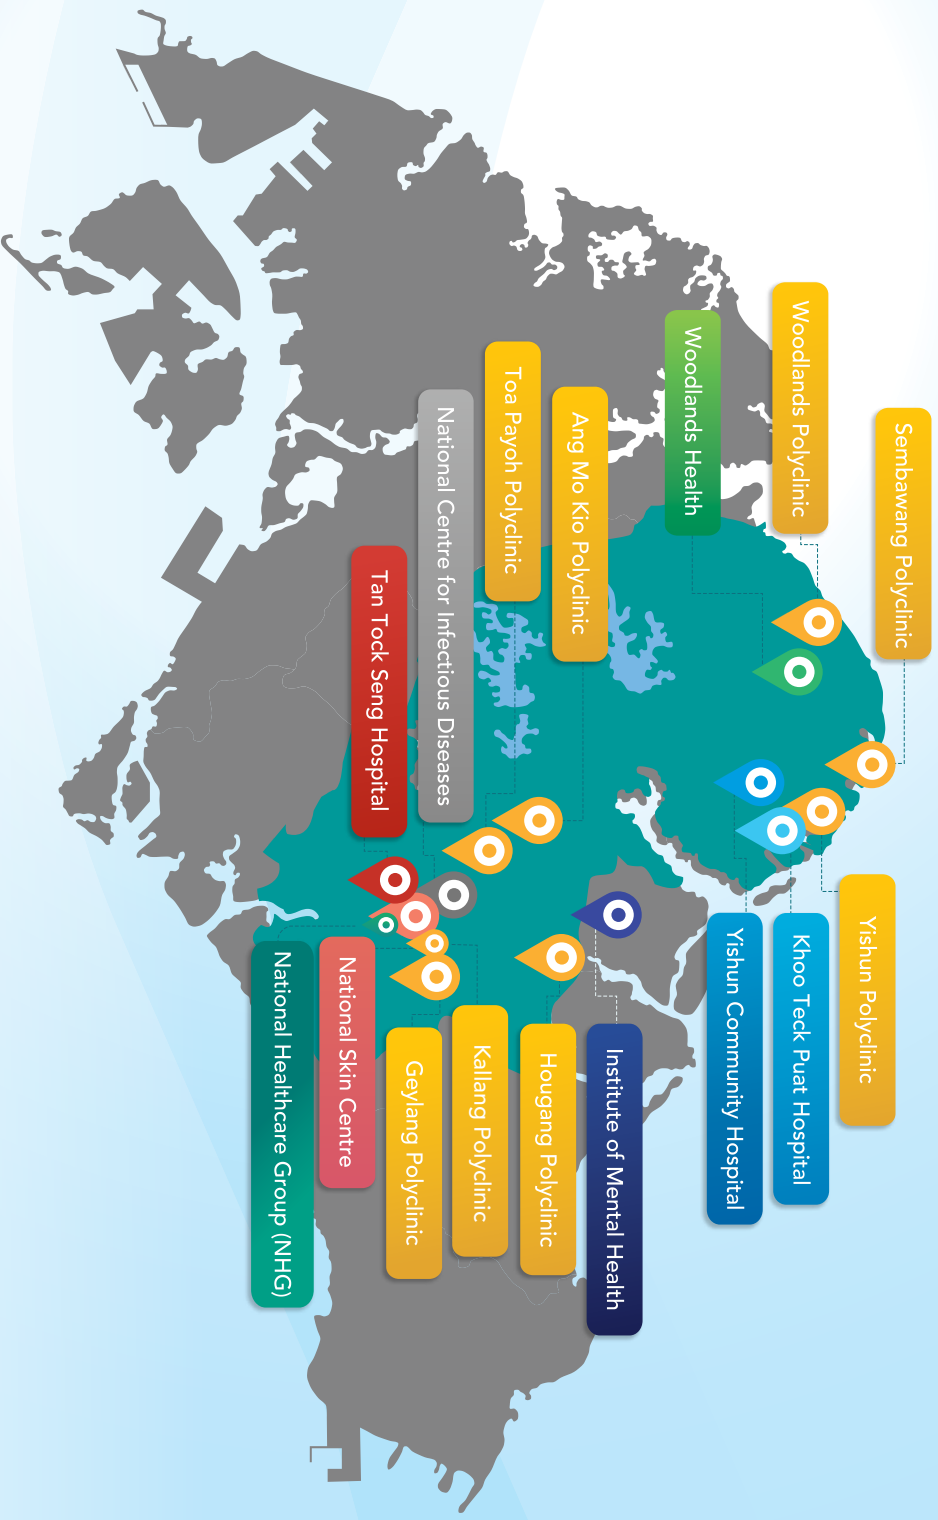 Sembawang Polyclinic
Woodlands Polyclinic
Woodlands Health
Ang Mo Kio Polyclinic
Toa Payoh Polyclinic
National Centre for Infectious Diseases
Tan Tock Seng Hospital
Yishun Polyclinic
Khoo Teck Puat Hospital
Yishun Community Hospital
Institute of Mental Health
Hougang Polyclinic
Kallang Polyclinic
Geylang Polyclinic
National Skin Centre
National Healthcare Group (NHG)